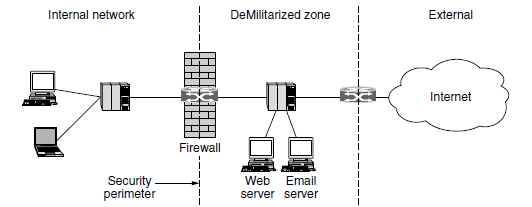 Internal network
DeMilitarized zone
External
Internet
Firewall
Security
perimeter
Web
server
Email
server